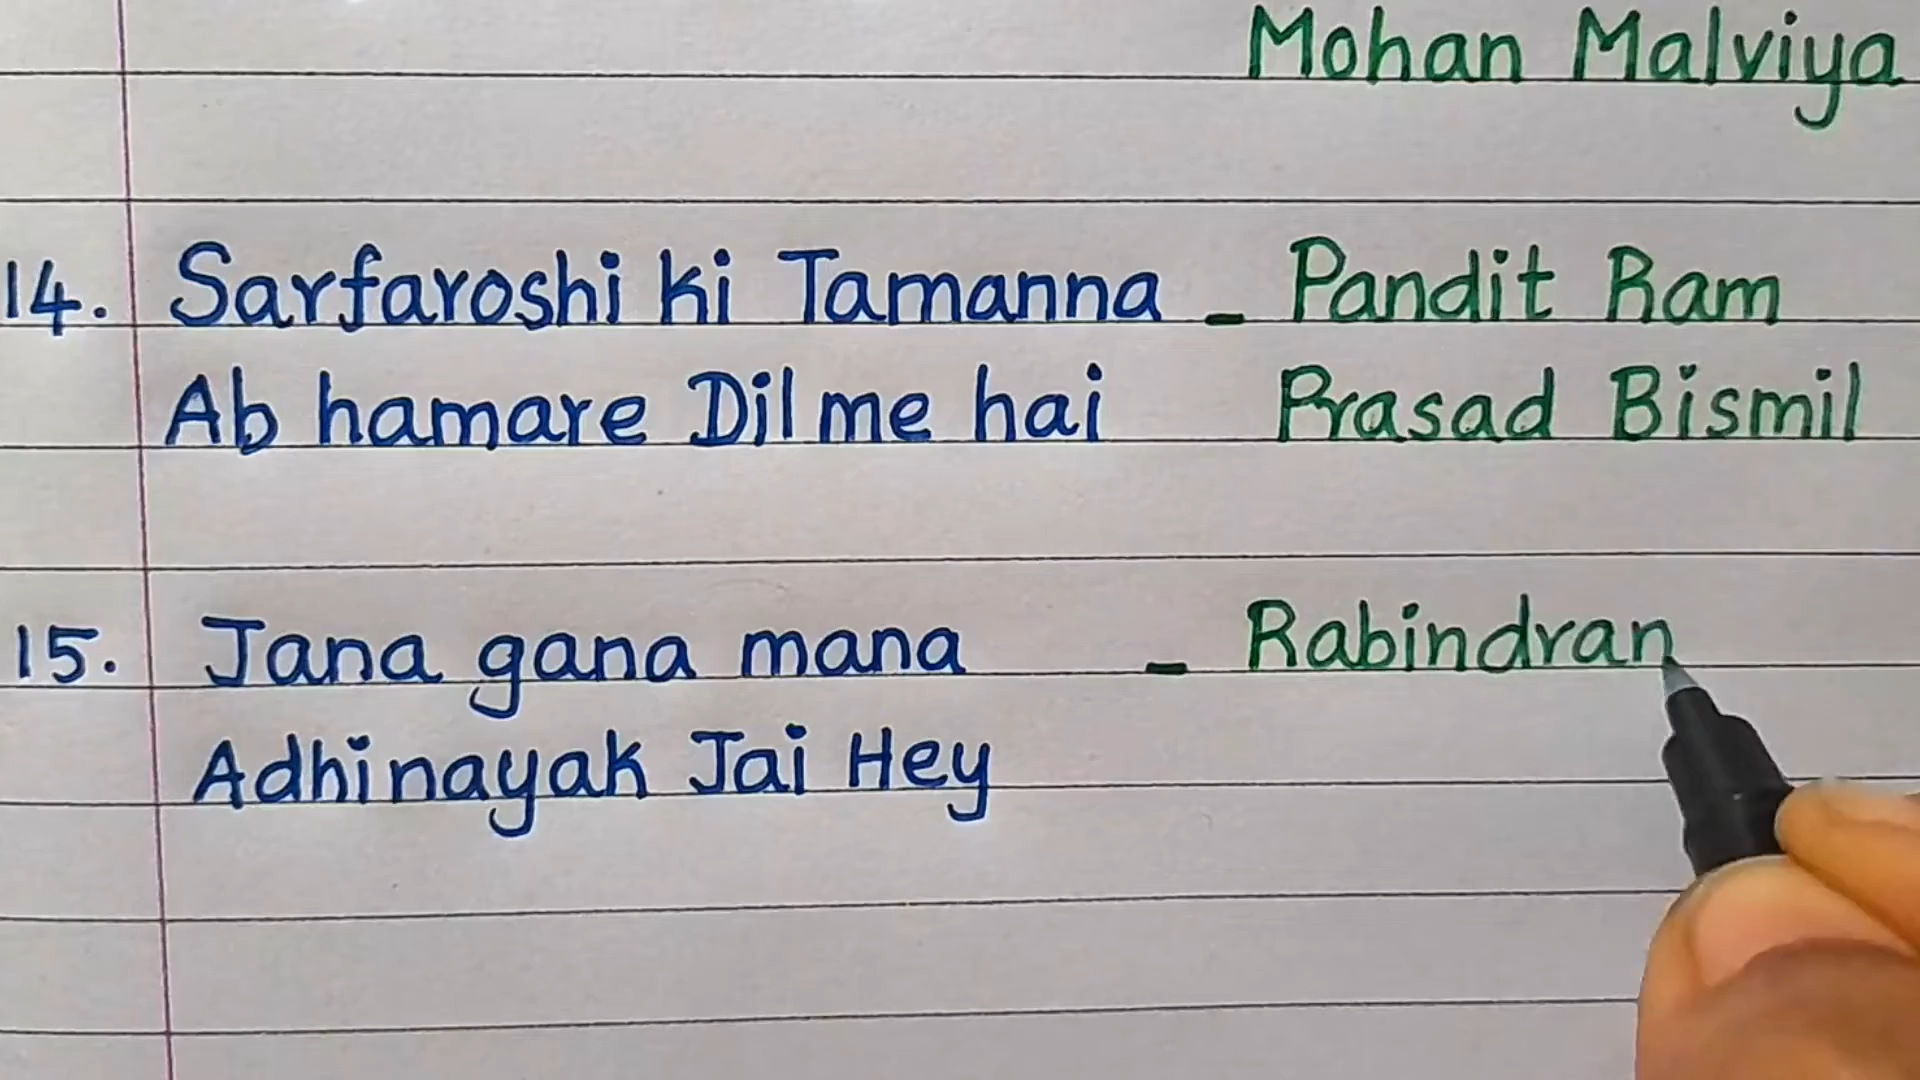 Mohan Malviya
14. Sarfaroshi ki Tamanna - Pandit Ram
Ab hamare Dil me hai Prasad Bismil
15. Jana gana mana - Rabindran
Adhinayak Jai Hey